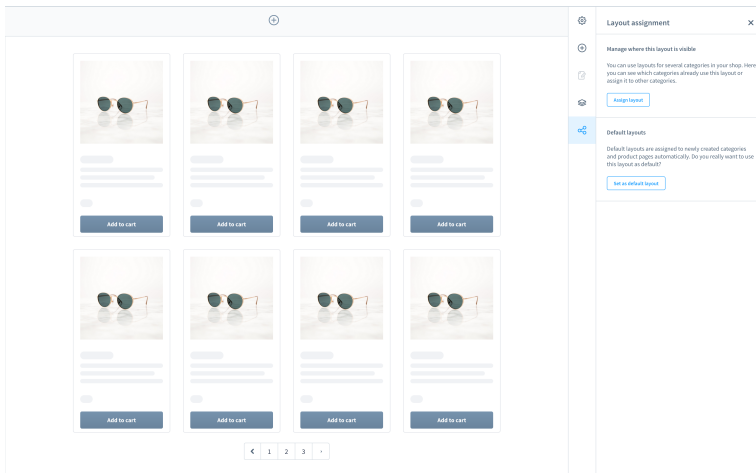 Layout assignment
Manage where this layout is visible
You can use layouts for several categories in your shop. Here
you can see which categories already use this layout or
assign it to other categories.
Assign layout
Default layouts
Default layouts are assigned to newly created categories
and product pages automatically. Do you really want to use
this layout as default?
Set as default layout
Add to cart
Add to cart
Add to cart
Add to cart
Add to cart
Add to cart
Add to cart
Add to cart
1 2 3